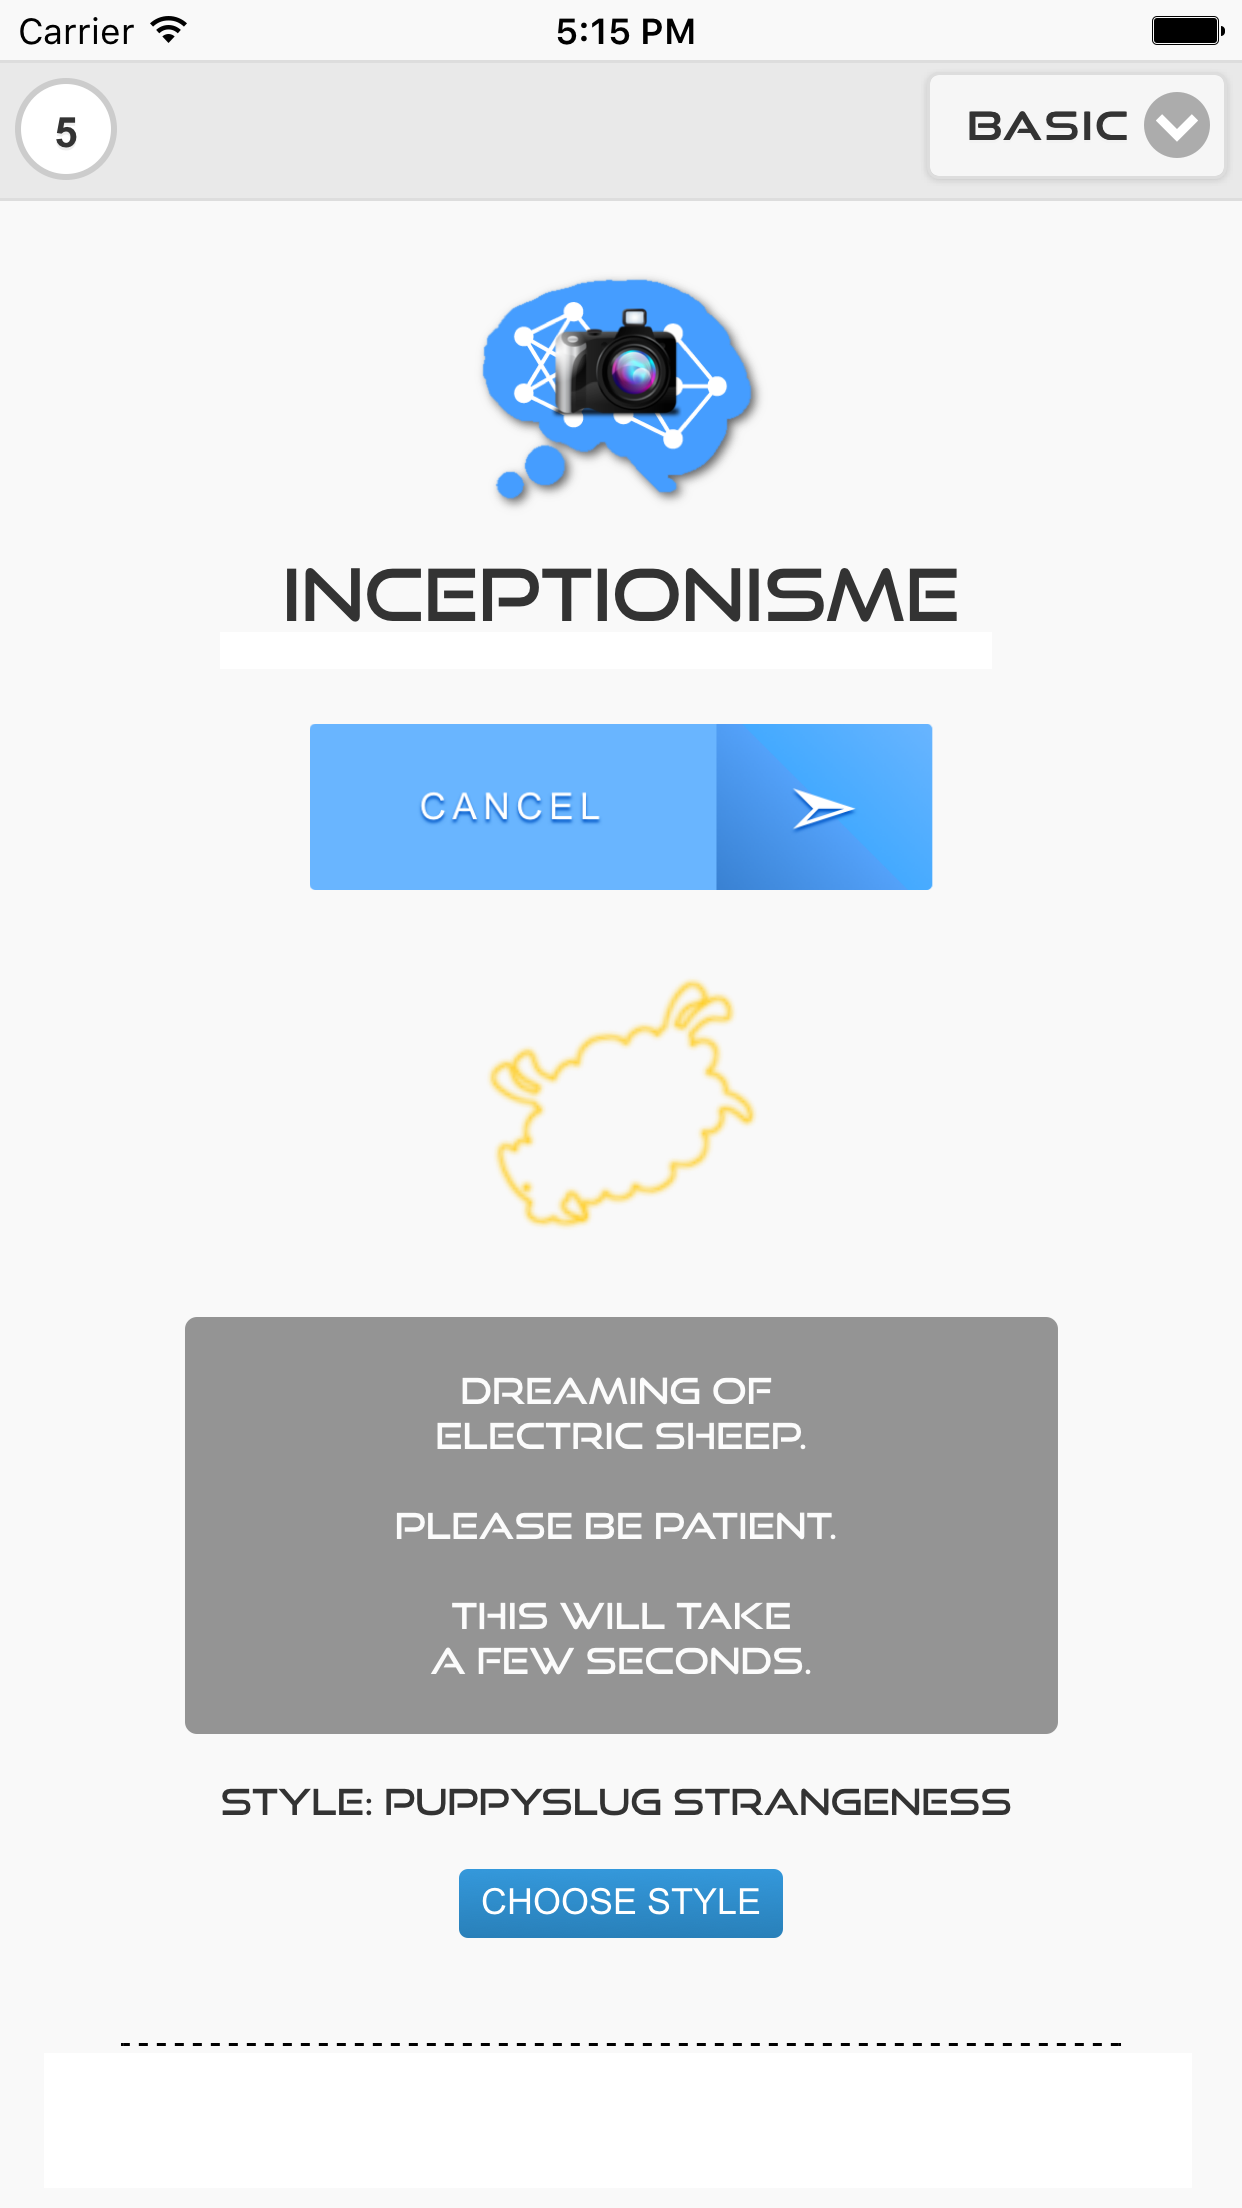 Carrier
5:15 PM
5
BASIC
INCEPTIONISME
CANCEL
DREAMING OF
ELECTRIC SHEEP.
PLEASE BE PATIENT.
THIS WILL TAKE
A FEW SECONDS.
STYLE: PUPPYSLUG STRANGENESS
CHOOSE STYLE